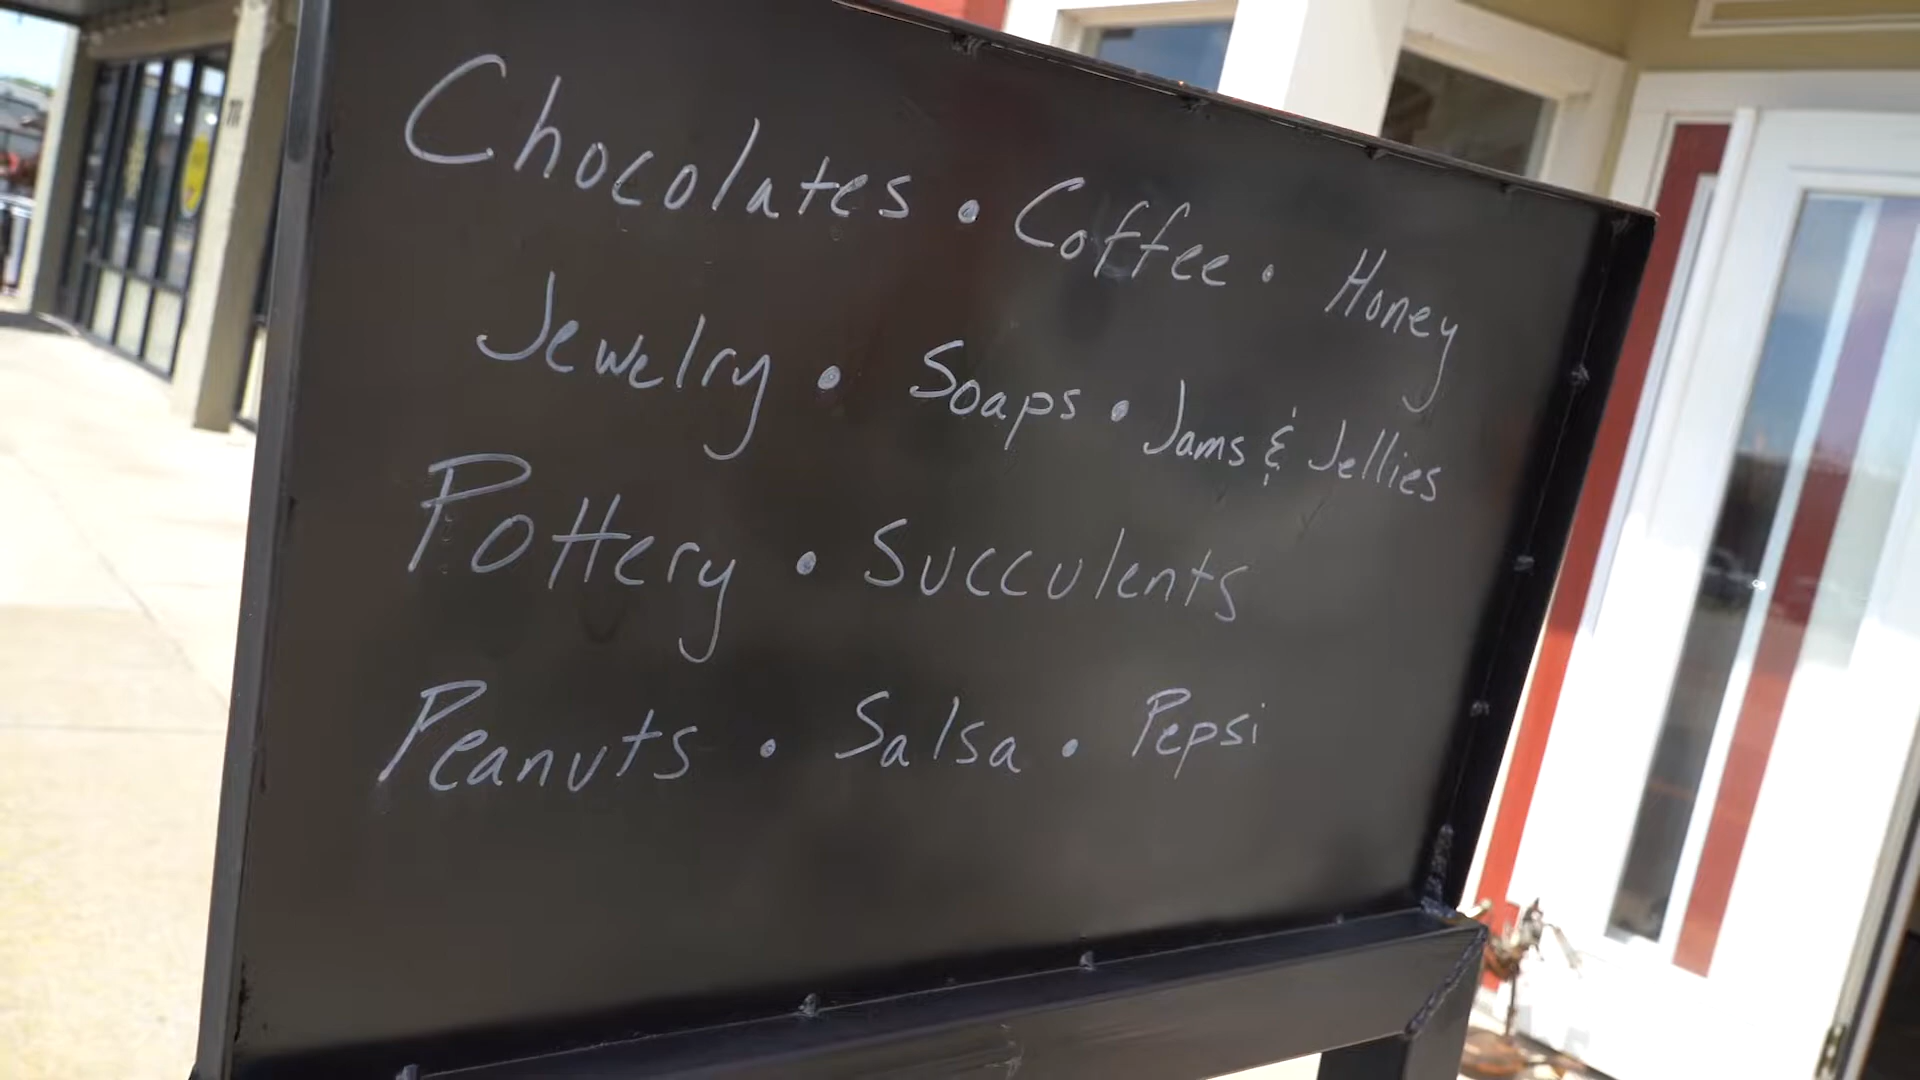 Chocolates • Coffee • Honey
Jewelry • Soaps • Jams & Jellies
Pottery • Succulents
Peanuts • Salsa • Pepsi